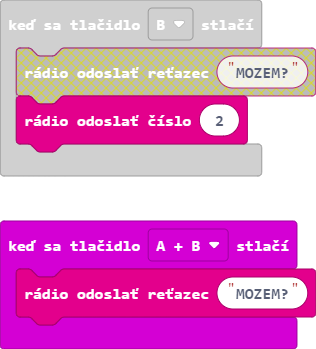 keď sa tlačidlo B stlačí
rádio odoslať reťazec "MOZEM?"
rádio odoslať číslo 2
keď sa tlačidlo A + B stlačí
rádio odoslať reťazec "MOZEM?"